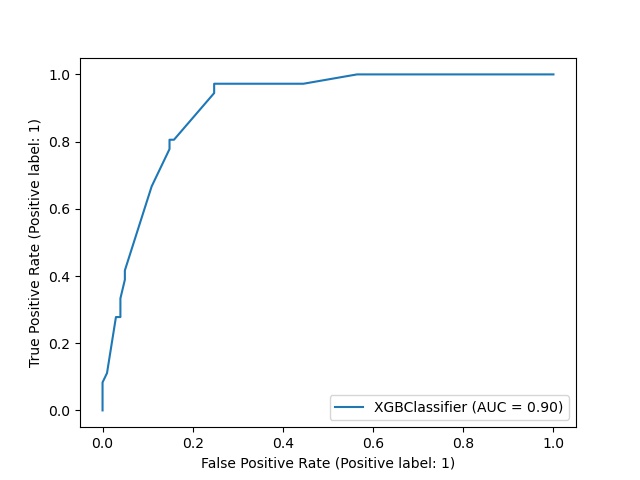 1.0
0.8
0.6
0.4
0.2
0.0
True Positive Rate (Positive label: 1)
XGBClassifier (AUC = 0.90)
0.0 0.2 0.4 0.6 0.8 1.0
False Positive Rate (Positive label: 1)